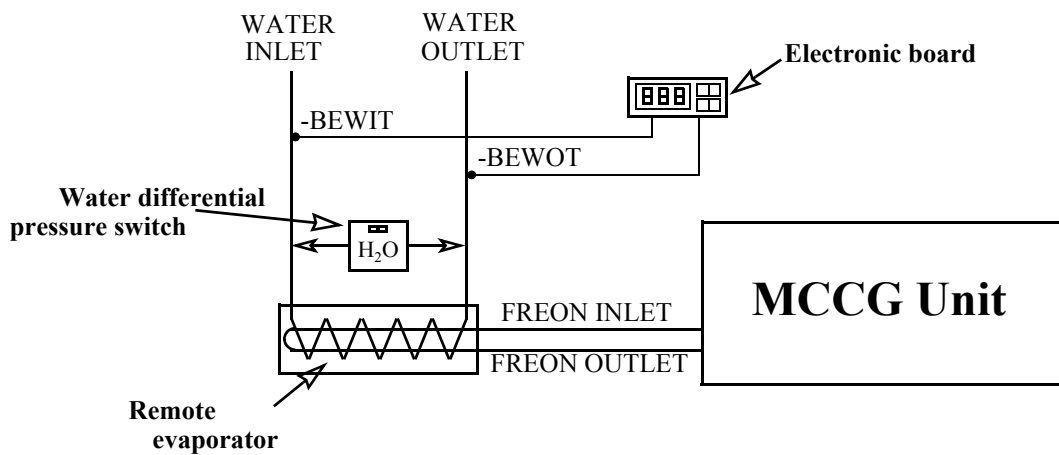 WATER
INLET
WATER
OUTLET
Electronic board
-BEWIT
-BEWOT
Water differential
pressure switch
H₂O
MCCG Unit
FREON INLET
FREON OUTLET
Remote
evaporator